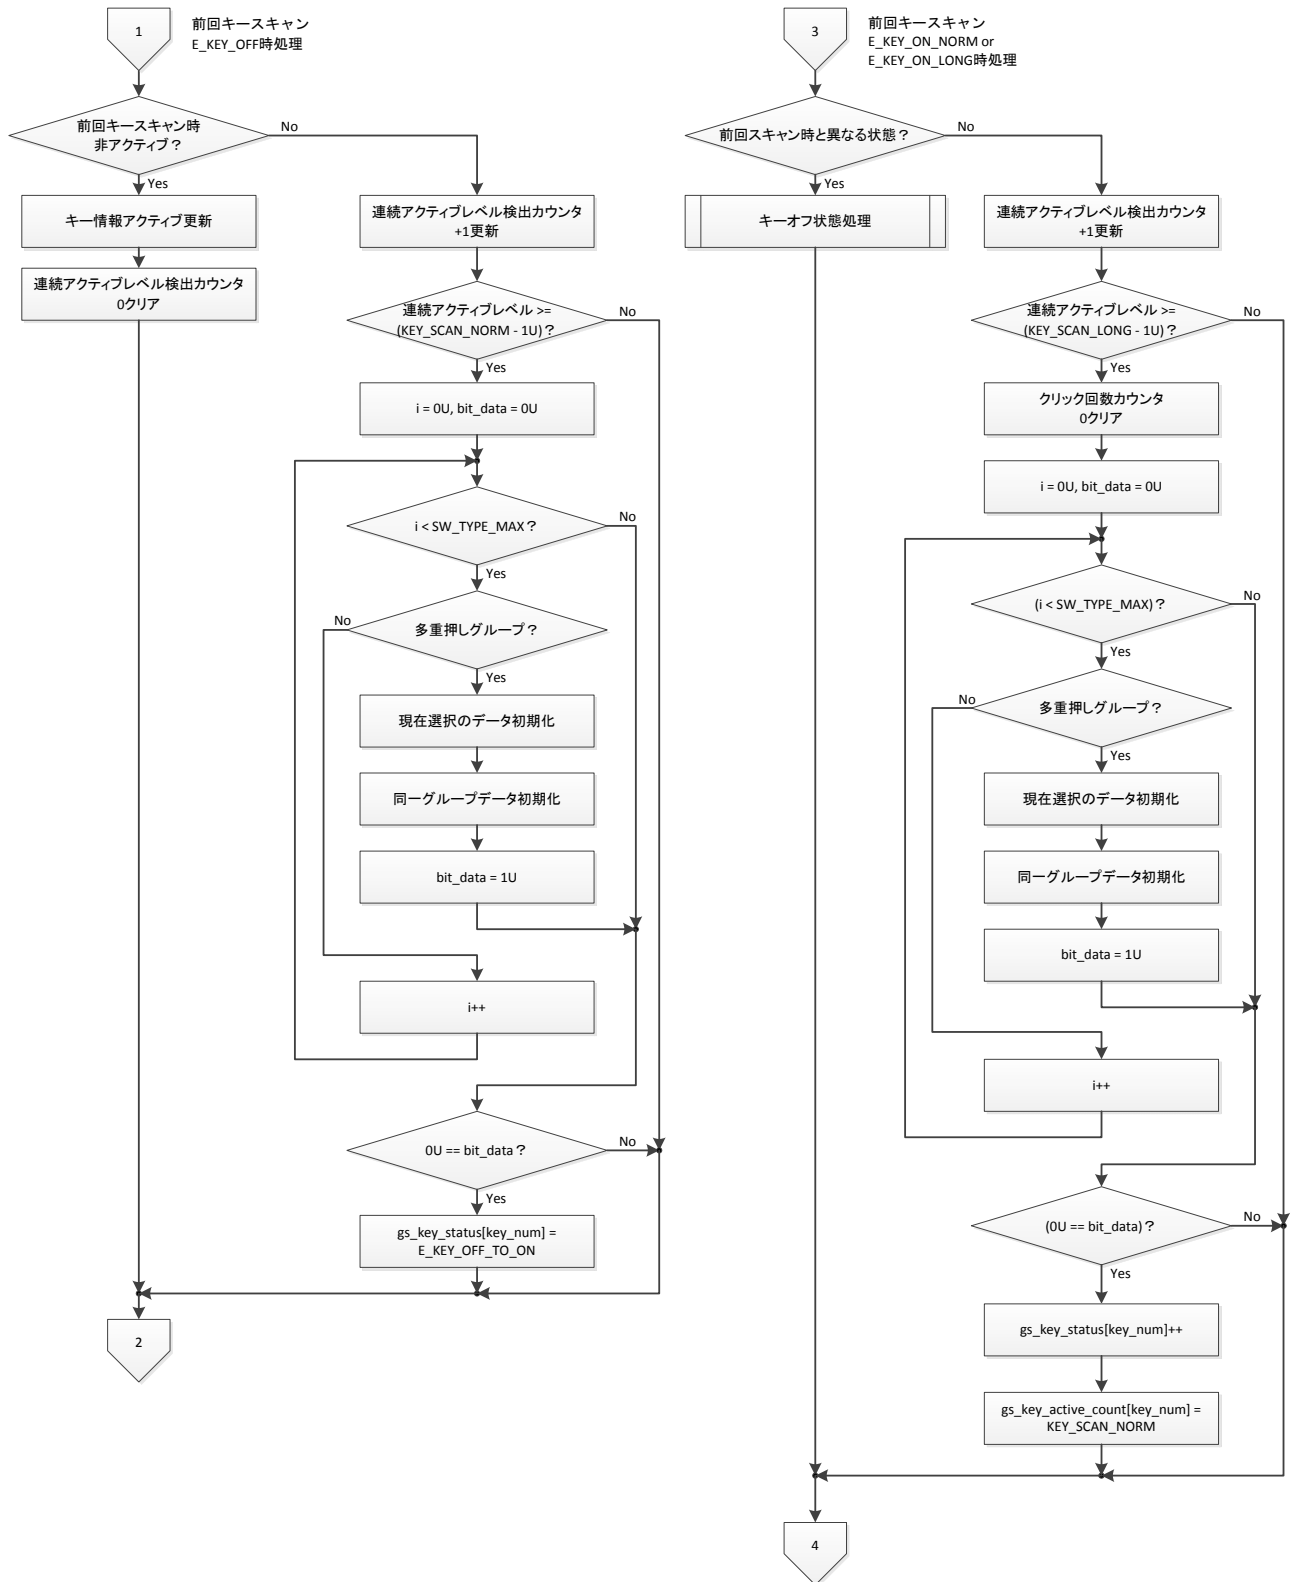 1
前回キースキャン
E_KEY_OFF時処理
前回キースキャン時
非アクティブ？
No
Yes
キー情報アクティブ更新
連続アクティブレベル検出カウンタ
0クリア
連続アクティブレベル検出カウンタ
+1更新
連続アクティブレベル >=
(KEY_SCAN_NORM - 1U)？
No
Yes
i = 0U, bit_data = 0U
i < SW_TYPE_MAX？
No
Yes
多重押しグループ？
No
Yes
現在選択のデータ初期化
同一グループデータ初期化
bit_data = 1U
i++
0U == bit_data？
No
Yes
gs_key_status[key_num] =
E_KEY_OFF_TO_ON
2
3
前回キースキャン
E_KEY_ON_NORM or
E_KEY_ON_LONG時処理
前回スキャン時と異なる状態？
No
Yes
キーオフ状態処理
連続アクティブレベル検出カウンタ
+1更新
連続アクティブレベル >=
(KEY_SCAN_LONG - 1U)？
No
Yes
クリック回数カウンタ
0クリア
i = 0U, bit_data = 0U
(i < SW_TYPE_MAX)？
No
Yes
多重押しグループ？
No
Yes
現在選択のデータ初期化
同一グループデータ初期化
bit_data = 1U
i++
(0U == bit_data)？
No
Yes
gs_key_status[key_num]++
gs_key_active_count[key_num] =
KEY_SCAN_NORM
4